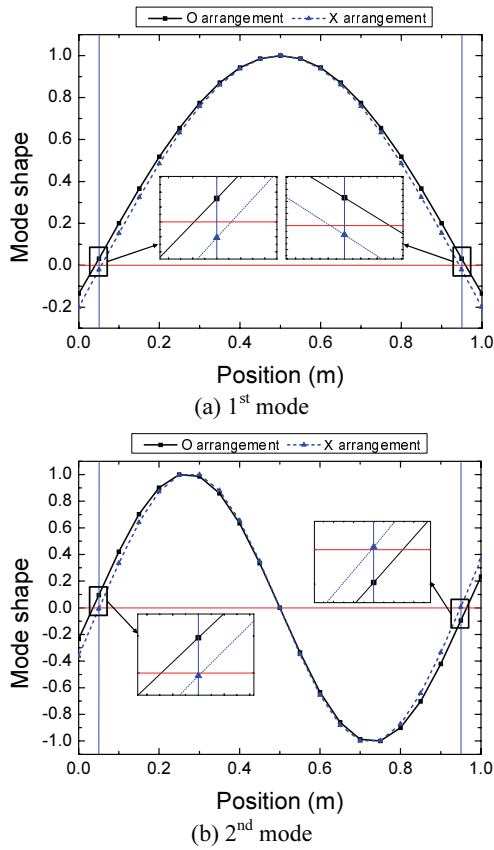 O arrangement X arrangement
1.0
0.8
0.6
0.4
0.2
0.0
-0.2
Mode shape
0.0 0.2 0.4 0.6 0.8 1.0
Position (m)
(a) 1st mode
O arrangement X arrangement
1.0
0.8
0.6
0.4
0.2
0.0
-0.2
-0.4
-0.6
-0.8
-1.0
Mode shape
0.0 0.2 0.4 0.6 0.8 1.0
Position (m)
(b) 2nd mode